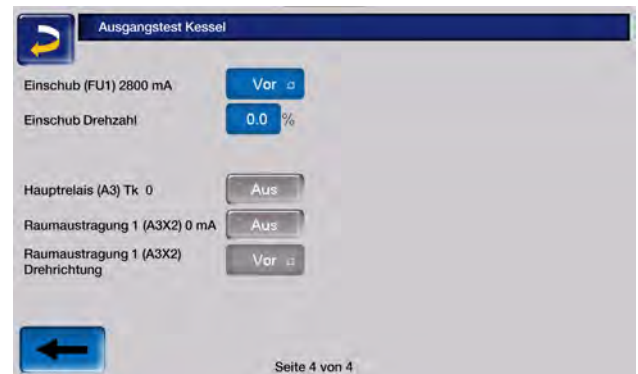 Ausgangstest Kessel
Einschub (FU1) 2800 mA Vor
Einschub Drehzahl 0.0 %
Hauptrelais (A3) Tk 0 Aus
Raumaustragung 1 (A3X2) 0 mA Aus
Raumaustragung 1 (A3X2)
Drehrichtung Vor
Seite 4 von 4